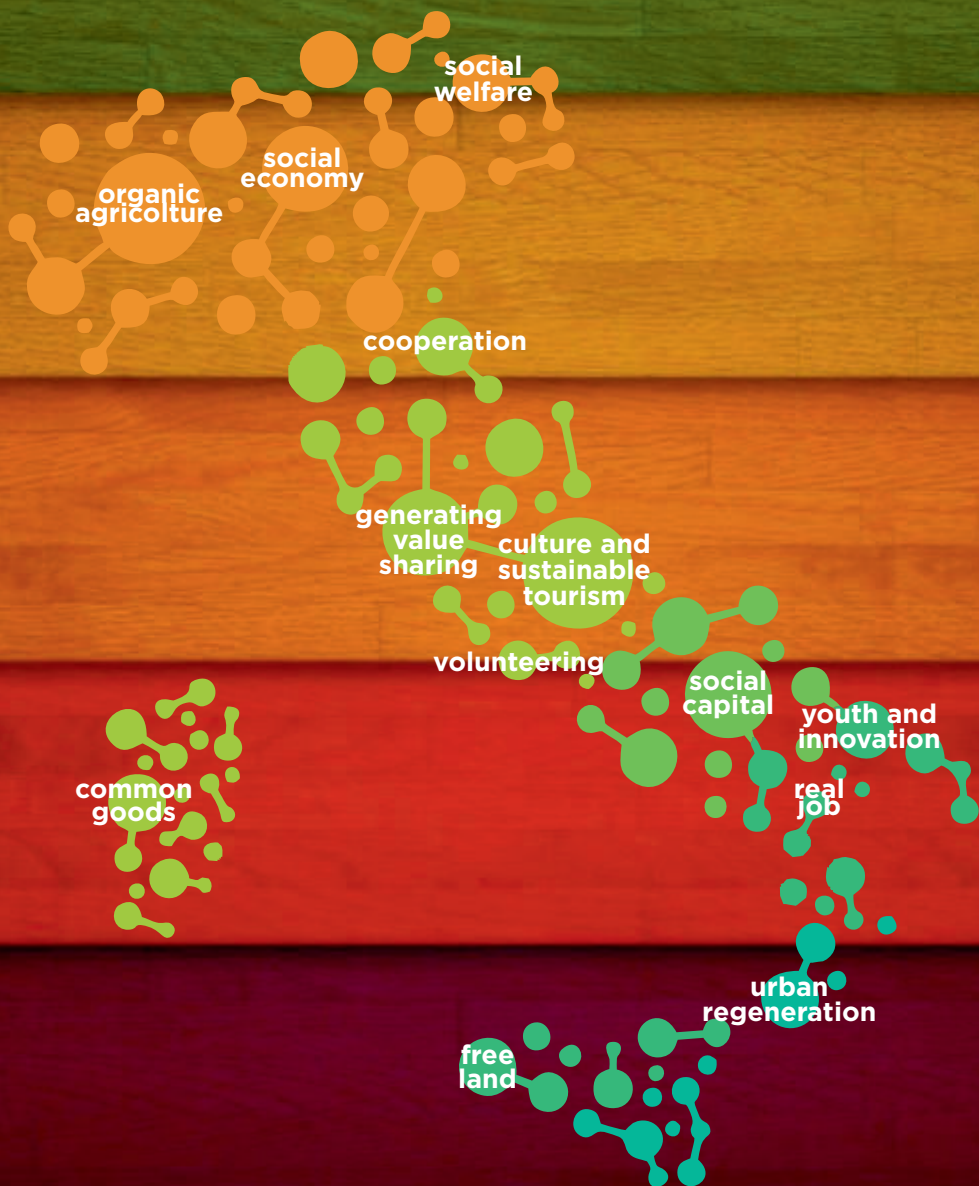 social
welfare
social
economy
organic
agricolture
cooperation
generating
value
sharing
culture and
sustainable
tourism
volunteering
social
capital
youth and
innovation
common
goods
real
job
urban
regeneration
free
land